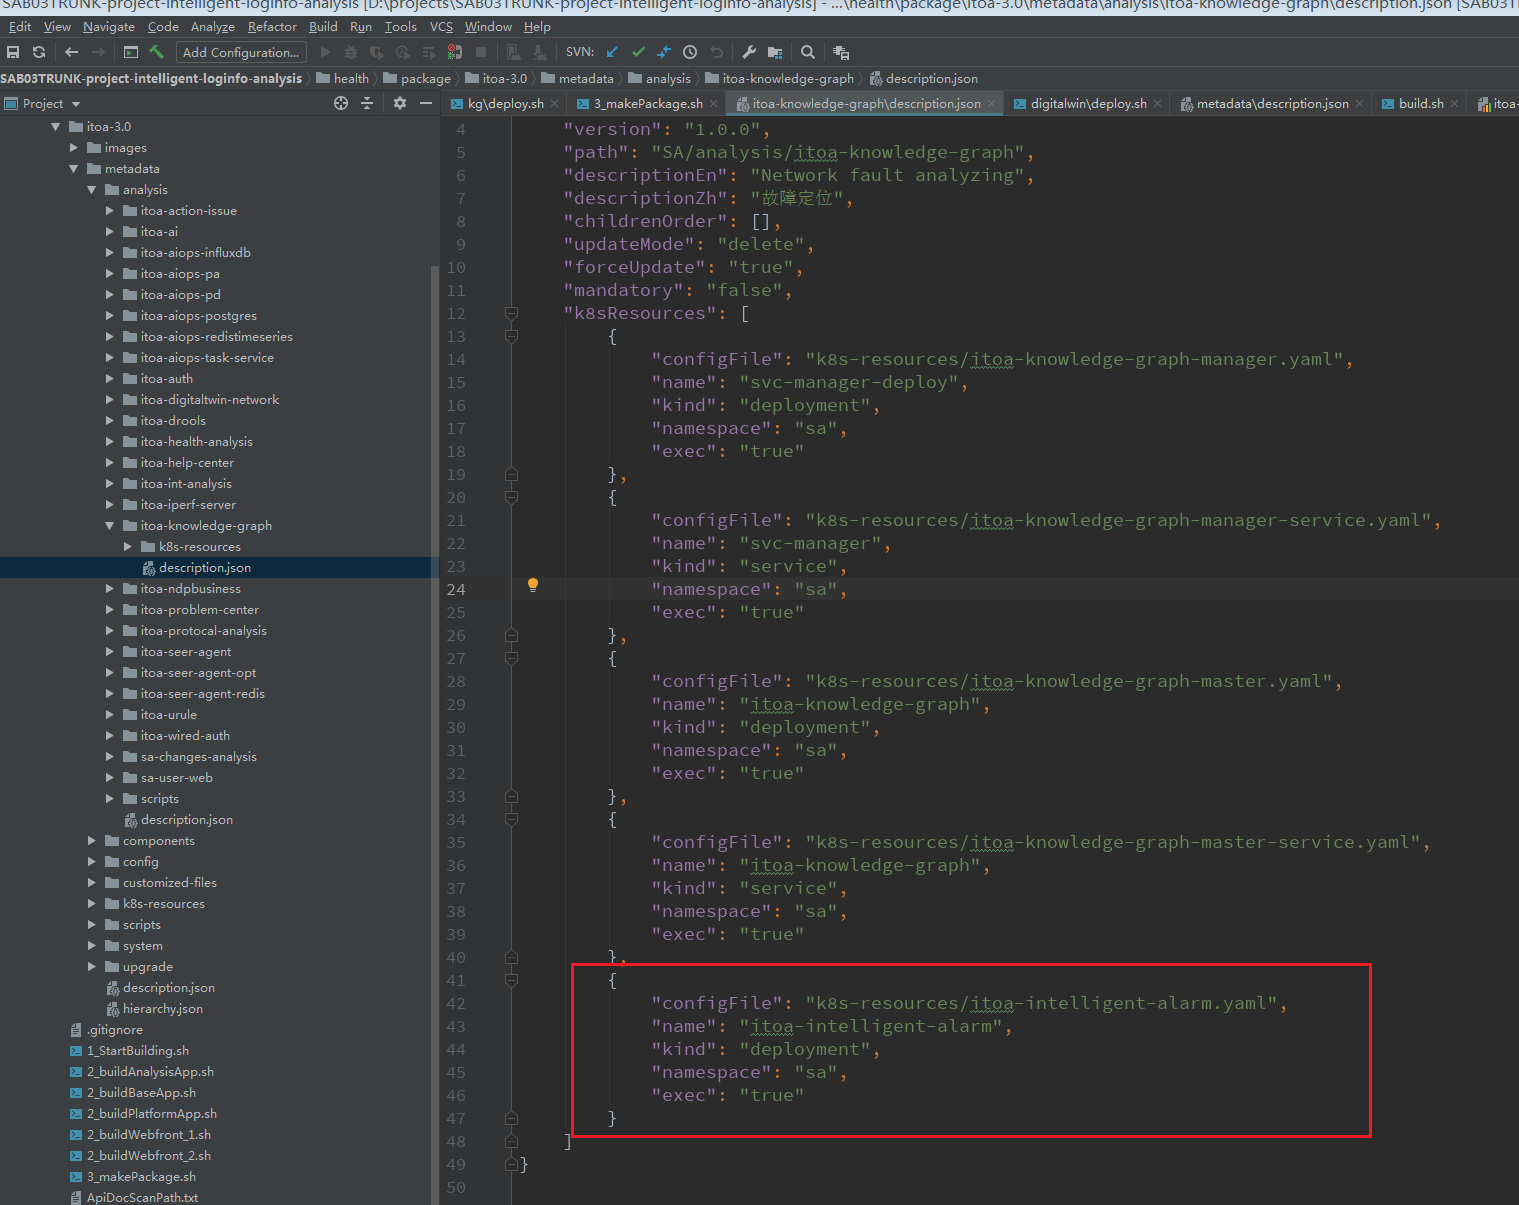 SAB03TRUNK-project-intelligent-loginfo-analysis [D:\projects\SAB03TRUNK-project-intelligent-loginfo-analysis] - ...\health\package\itoa-3.0\metadata\analysis\itoa-knowledge-graph\description.json [SAB03T
Edit View Navigate Code Analyze Refactor Build Run Tools VCS Window Help
Add Configuration... SVN:
SAB03TRUNK-project-intelligent-loginfo-analysis health package itoa-3.0 metadata analysis itoa-knowledge-graph description.json
Project
kg\deploy.sh 3_makePackage.sh itoa-knowledge-graph\description.json digitalwin\deploy.sh metadata\description.json build.sh itoa-
itoa-3.0
images
metadata
analysis
itoa-action-issue
itoa-ai
itoa-aiops-influxdb
itoa-aiops-pa
itoa-aiops-pd
itoa-aiops-postgres
itoa-aiops-redistimeseries
itoa-aiops-task-service
itoa-auth
itoa-digitaltwin-network
itoa-drools
itoa-health-analysis
itoa-help-center
itoa-int-analysis
itoa-iperf-server
itoa-knowledge-graph
k8s-resources
description.json
itoa-ndpbusiness
itoa-problem-center
itoa-protocal-analysis
itoa-seer-agent
itoa-seer-agent-opt
itoa-seer-agent-redis
itoa-urule
itoa-wired-auth
sa-changes-analysis
sa-user-web
scripts
description.json
components
config
customized-files
k8s-resources
scripts
system
upgrade
description.json
hierarchy.json
.gitignore
1_StartBuilding.sh
2_buildAnalysisApp.sh
2_buildBaseApp.sh
2_buildPlatformApp.sh
2_buildWebfront_1.sh
2_buildWebfront_2.sh
3_makePackage.sh
ApiDocScanPath.txt
4 "version": "1.0.0",
5 "path": "SA/analysis/itoa-knowledge-graph",
6 "descriptionEn": "Network fault analyzing",
7 "descriptionZh": "故障定位",
8 "childrenOrder": [],
9 "updateMode": "delete",
10 "forceUpdate": "true",
11 "mandatory": "false",
12 "k8sResources": [
13 {
14 "configFile": "k8s-resources/itoa-knowledge-graph-manager.yaml",
15 "name": "svc-manager-deploy",
16 "kind": "deployment",
17 "namespace": "sa",
18 "exec": "true"
19 },
20 {
21 "configFile": "k8s-resources/itoa-knowledge-graph-manager-service.yaml",
22 "name": "svc-manager",
23 "kind": "service",
24 "namespace": "sa",
25 "exec": "true"
26 },
27 {
28 "configFile": "k8s-resources/itoa-knowledge-graph-master.yaml",
29 "name": "itoa-knowledge-graph",
30 "kind": "deployment",
31 "namespace": "sa",
32 "exec": "true"
33 },
34 {
35 "configFile": "k8s-resources/itoa-knowledge-graph-master-service.yaml",
36 "name": "itoa-knowledge-graph",
37 "kind": "service",
38 "namespace": "sa",
39 "exec": "true"
40 },
41 {
42 "configFile": "k8s-resources/itoa-intelligent-alarm.yaml",
43 "name": "itoa-intelligent-alarm",
44 "kind": "deployment",
45 "namespace": "sa",
46 "exec": "true"
47 }
48 ]
49 }
50